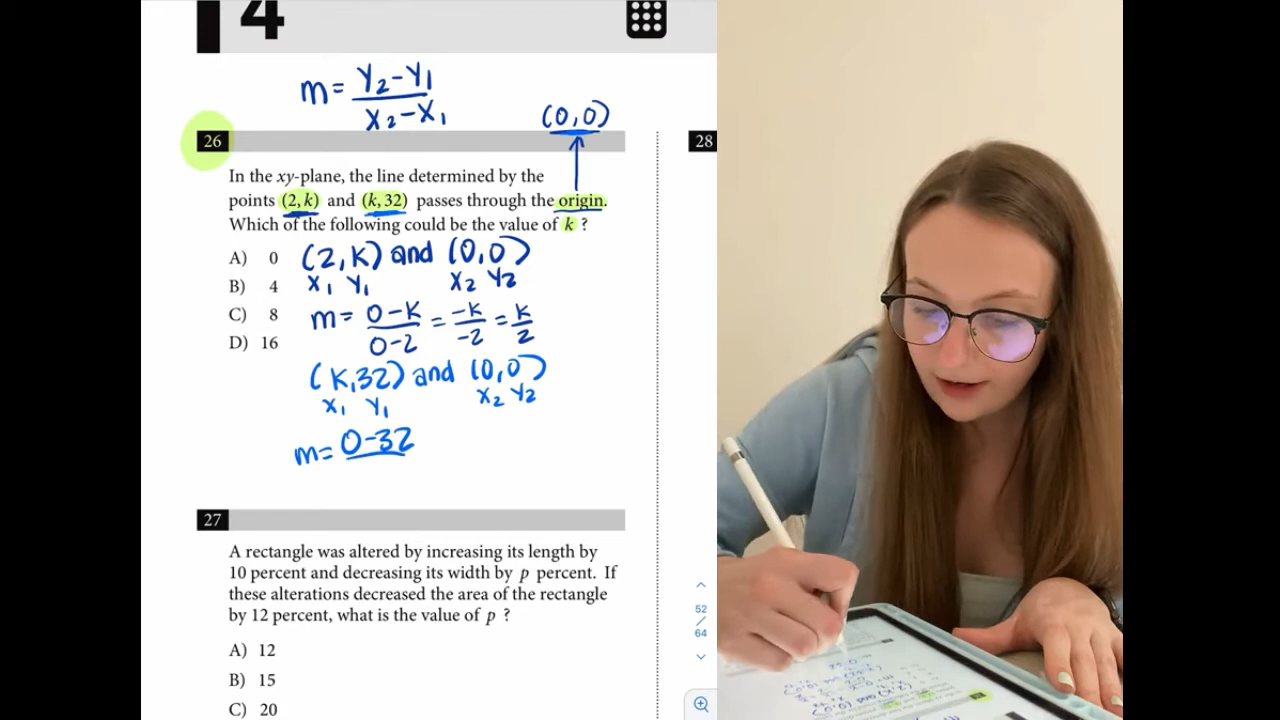 4
m = Y₂-Y₁ / X₂-X₁
(0,0)
26
In the xy-plane, the line determined by the
points (2, k) and (k, 32) passes through the origin.
Which of the following could be the value of k ?
A) 0
B) 4
C) 8
D) 16
(2,K) and (0,0)
X₁ Y₁ X₂ Y₂
m = 0-K / 0-2 = -K / -2 = K / 2
(K,32) and (0,0)
X₁ Y₁ X₂ Y₂
m= 0-32
27
A rectangle was altered by increasing its length by
10 percent and decreasing its width by p percent. If
these alterations decreased the area of the rectangle
by 12 percent, what is the value of p ?
A) 12
B) 15
C) 20
28
52
/
64